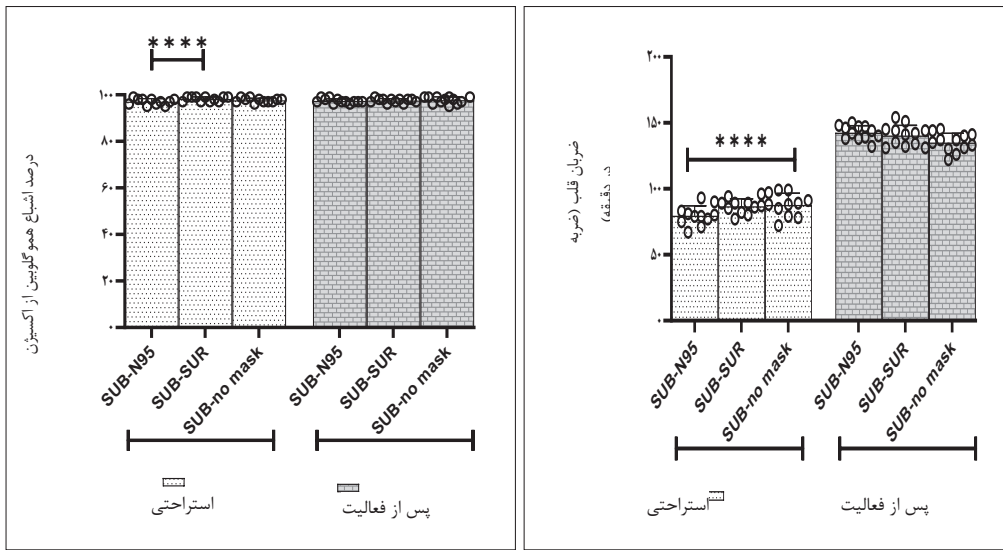 ****
۱۰۰
۸۰
۶۰
۴۰
۲۰
۰
درصد اشباع هموگلوبین از اکسیژن
SUB-N95
SUB-SUR
SUB-no mask
SUB-N95
SUB-SUR
SUB-no mask
استراحتی
پس از فعالیت
****
۲۰۰
۱۵۰
۱۰۰
۵۰
۰
ضربان قلب (ضربه
در دقیقه)
SUB-N95
SUB-SUR
SUB-no mask
SUB-N95
SUB-SUR
SUB-no mask
استراحتی
پس از فعالیت